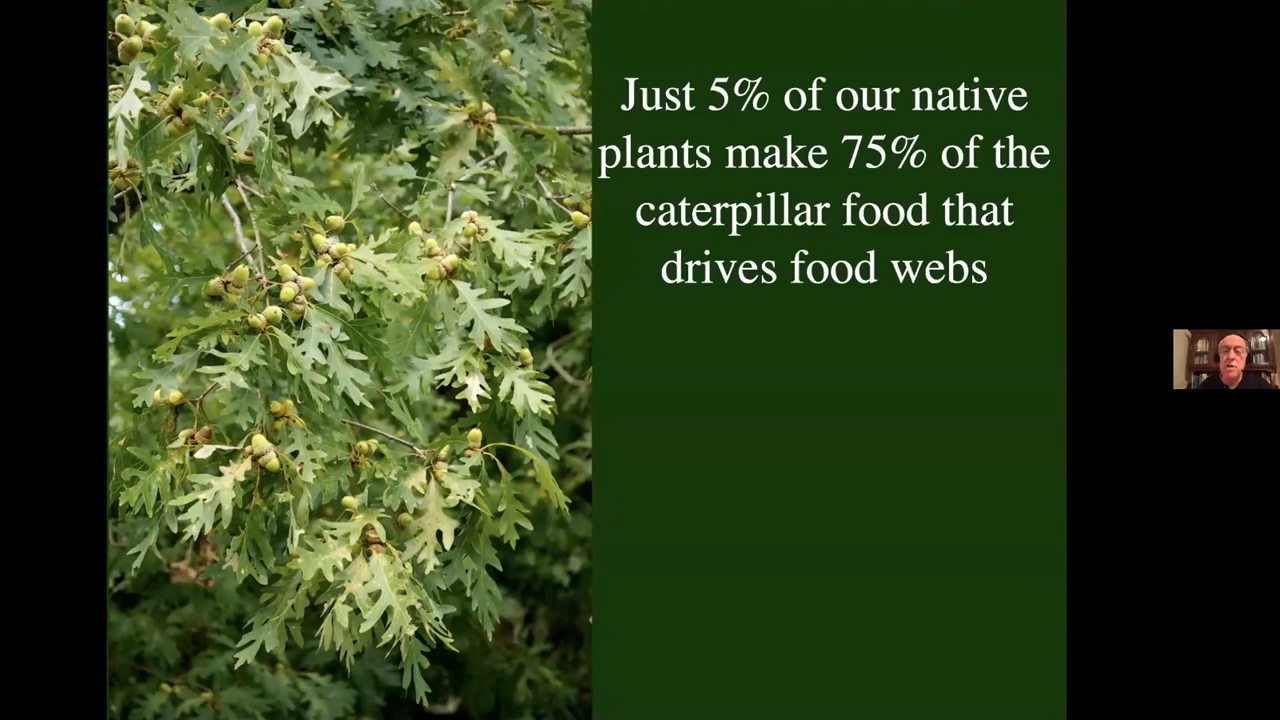 Just 5% of our native
plants make 75% of the
caterpillar food that
drives food webs